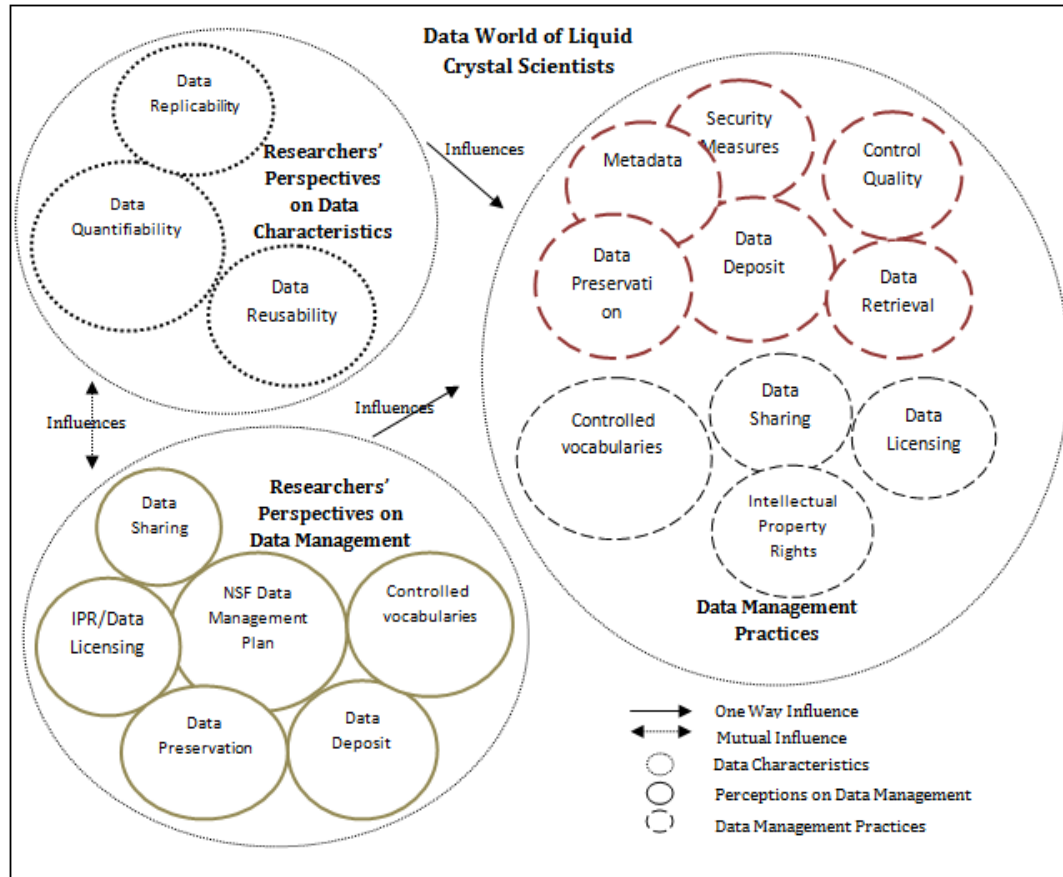 Data World of Liquid
Crystal Scientists
Data
Replicability
Researchers'
Perspectives
on Data
Characteristics
Data
Quantifiability
Data
Reusability
Influences
Security
Measures
Metadata
Control
Quality
Data
Preservati
on
Data
Deposit
Data
Retrieval
Controlled
vocabularies
Data
Sharing
Data
Licensing
Intellectual
Property
Rights
Data Management
Practices
Influences
Influences
Researchers'
Perspectives on
Data Management
Data
Sharing
IPR/Data
Licensing
NSF Data
Management
Plan
Controlled
vocabularies
Data
Preservation
Data
Deposit
One Way Influence
Mutual Influence
Data Characteristics
Perceptions on Data Management
Data Management Practices